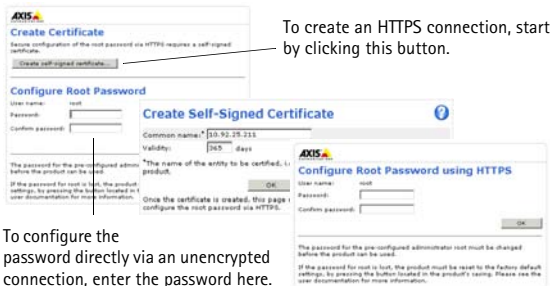 AXIS
COMMUNICATIONS
Create Certificate
Secure configuration of the root password via HTTPS requires a self-signed
certificate.
Create self-signed certificate...
Configure Root Password
User name: root
Password:
Confirm password:
The password for the pre-configured admini
before the password can be used.
If the password for root is lost, the product
settings, by pressing the button located in t
user documentation for more information.
To create an HTTPS connection, start
by clicking this button.
Create Self-Signed Certificate
?
Common name:* 10.92.25.211
Validity: 365 days
*The name of the entity to be certified, i.
product.
OK
Once the certificate is created, this page
configure the root password via HTTPS.
AXIS
COMMUNICATIONS
Configure Root Password using HTTPS
User name: root
Password:
Confirm password:
OK
The password for the pre-configured administrator root must be changed
before the product can be used.
If the password for root is lost, the product must be reset to the factory default
settings, by pressing the button located in the product's casing. Please see the
user documentation for more information.
To configure the
password directly via an unencrypted
connection, enter the password here.